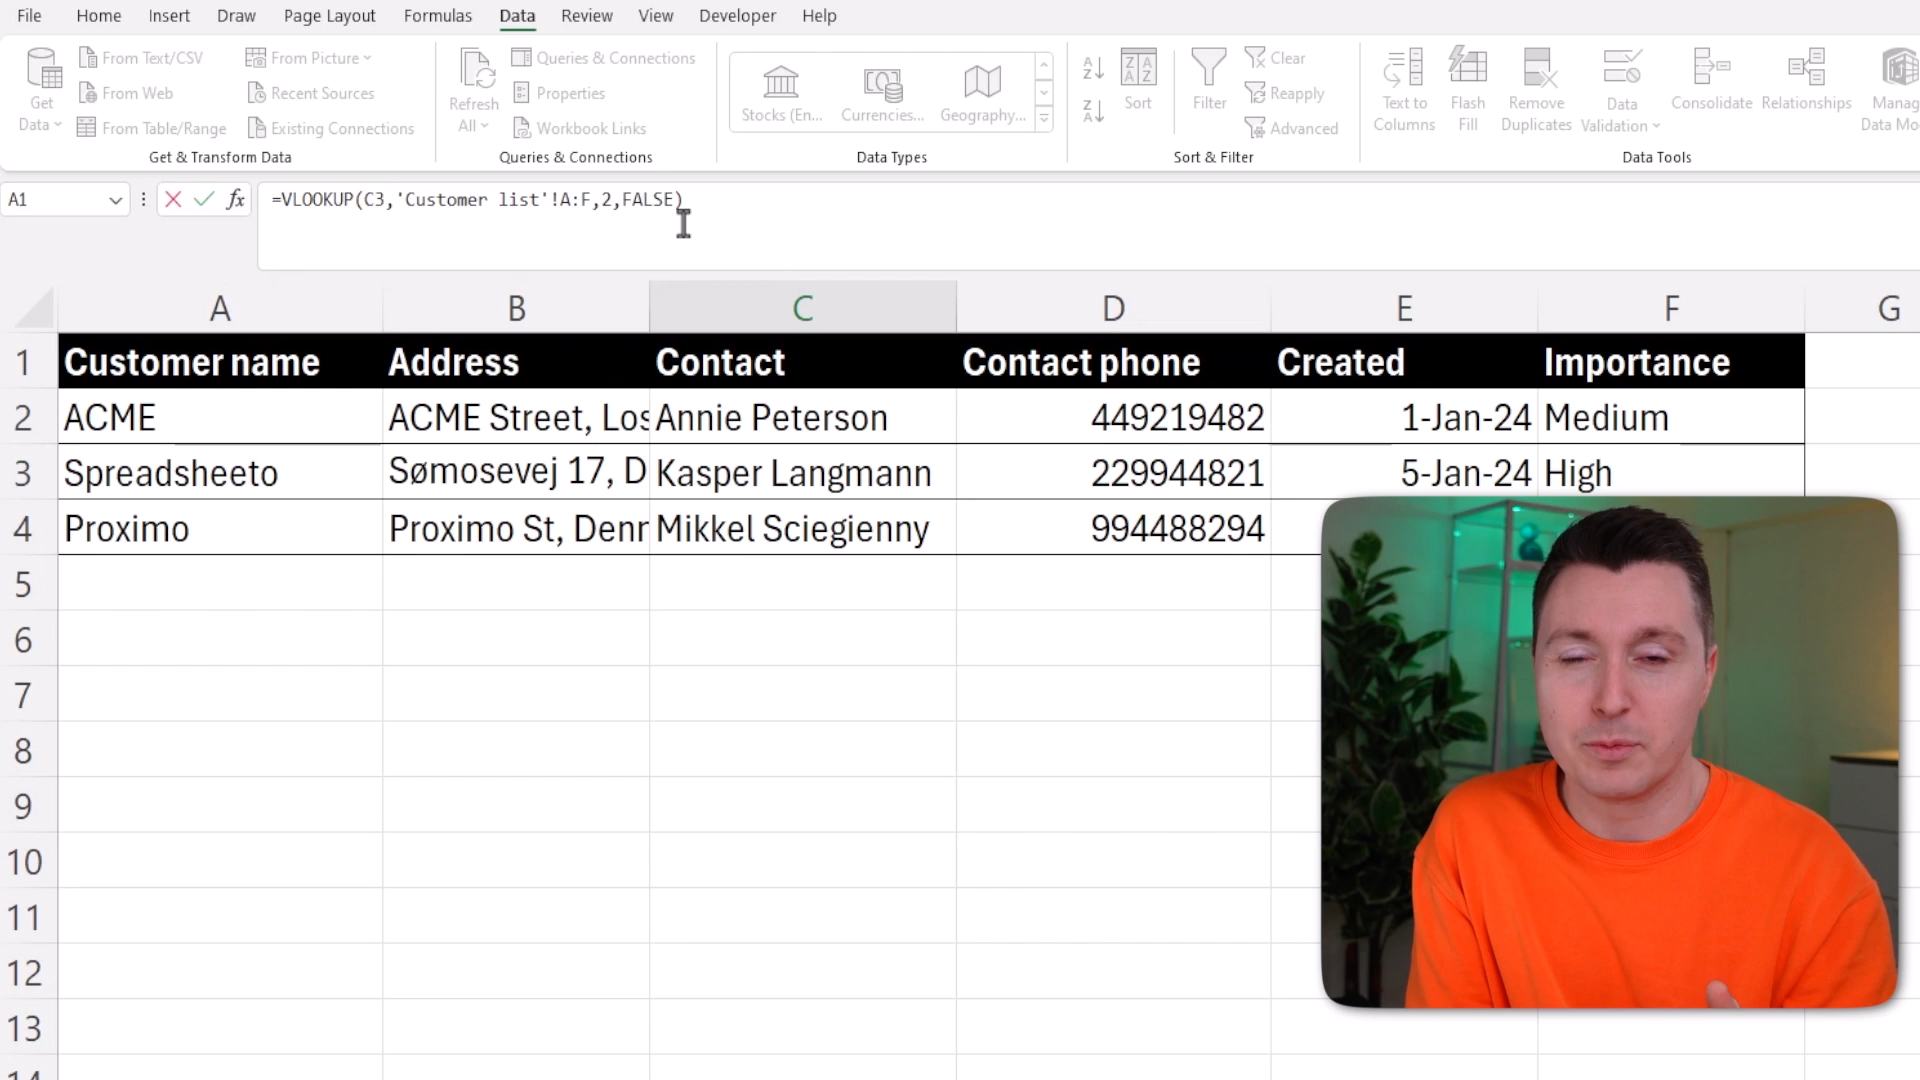 File Home Insert Draw Page Layout Formulas Data Review View Developer Help
Get Data
From Text/CSV
From Web
From Table/Range
From Picture
Recent Sources
Existing Connections
Get & Transform Data
Refresh All
Queries & Connections
Properties
Workbook Links
Queries & Connections
Stocks (En... Currencies... Geography...
Data Types
Sort
Filter
Clear
Reapply
Advanced
Sort & Filter
Text to Columns
Flash Fill
Remove Duplicates
Data Validation
Consolidate
Relationships
Manag
Data Mo
Data Tools
A1 fx =VLOOKUP(C3,'Customer list'!A:F,2,FALSE)
A B C D E F G
1 Customer name Address Contact Contact phone Created Importance
2 ACME ACME Street, Los Annie Peterson 449219482 1-Jan-24 Medium
3 Spreadsheeto Sømosevej 17, D Kasper Langmann 229944821 5-Jan-24 High
4 Proximo Proximo St, Denr Mikkel Sciegienny 994488294
5
6
7
8
9
10
11
12
13